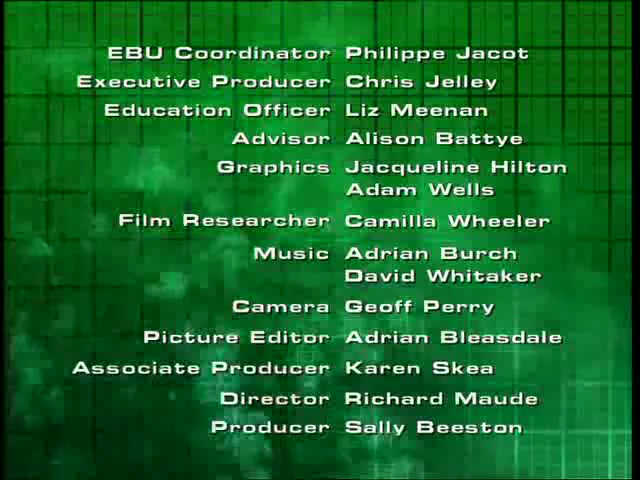 EBU Coordinator Philippe Jacot
Executive Producer Chris Jelley
Education Officer Liz Meenan
Advisor Alison Battye
Graphics Jacqueline Hilton
Adam Wells
Film Researcher Camilla Wheeler
Music Adrian Burch
David Whitaker
Camera Geoff Perry
Picture Editor Adrian Bleasdale
Associate Producer Karen Skea
Director Richard Maude
Producer Sally Beeston